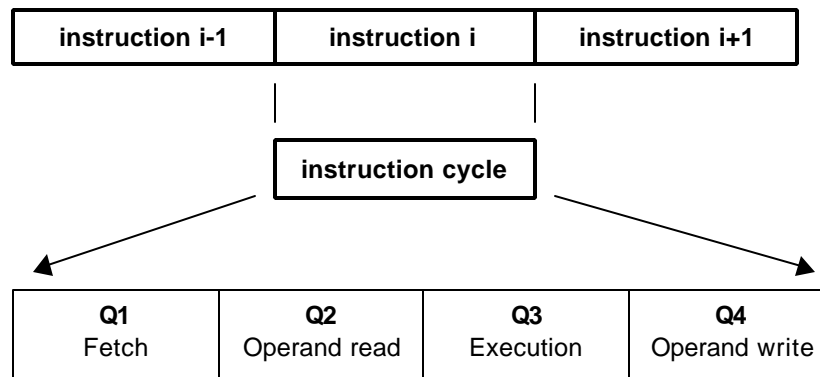 instruction i-1 instruction i instruction i+1
instruction cycle
Q1 Q2 Q3 Q4
Fetch Operand read Execution Operand write